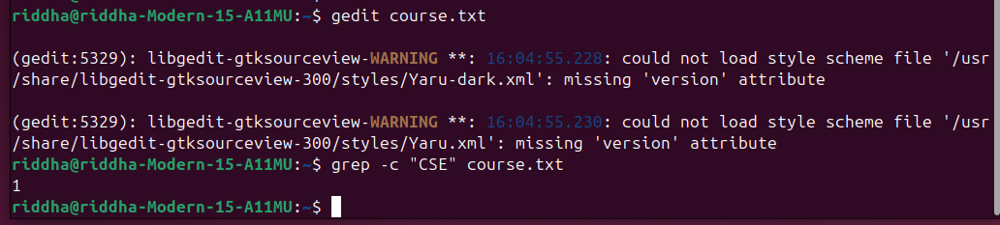 riddha@riddha-Modern-15-A11MU:~$ gedit course.txt
(gedit:5329): libgedit-gtksourceview-WARNING **: 16:04:55.228: could not load style scheme file '/usr
/share/libgedit-gtksourceview-300/styles/Yaru-dark.xml': missing 'version' attribute
(gedit:5329): libgedit-gtksourceview-WARNING **: 16:04:55.230: could not load style scheme file '/usr
/share/libgedit-gtksourceview-300/styles/Yaru.xml': missing 'version' attribute
riddha@riddha-Modern-15-A11MU:~$ grep -c "CSE" course.txt
1
riddha@riddha-Modern-15-A11MU:~$